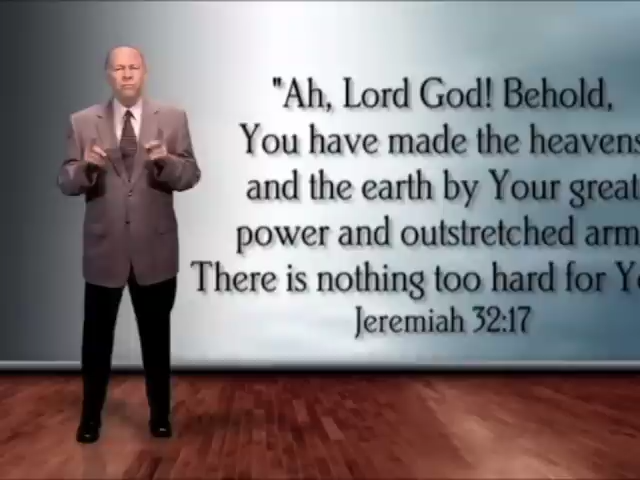 "Ah, Lord God! Behold,
You have made the heavens
and the earth by Your great
power and outstretched arm
There is nothing too hard for Yo
Jeremiah 32:17